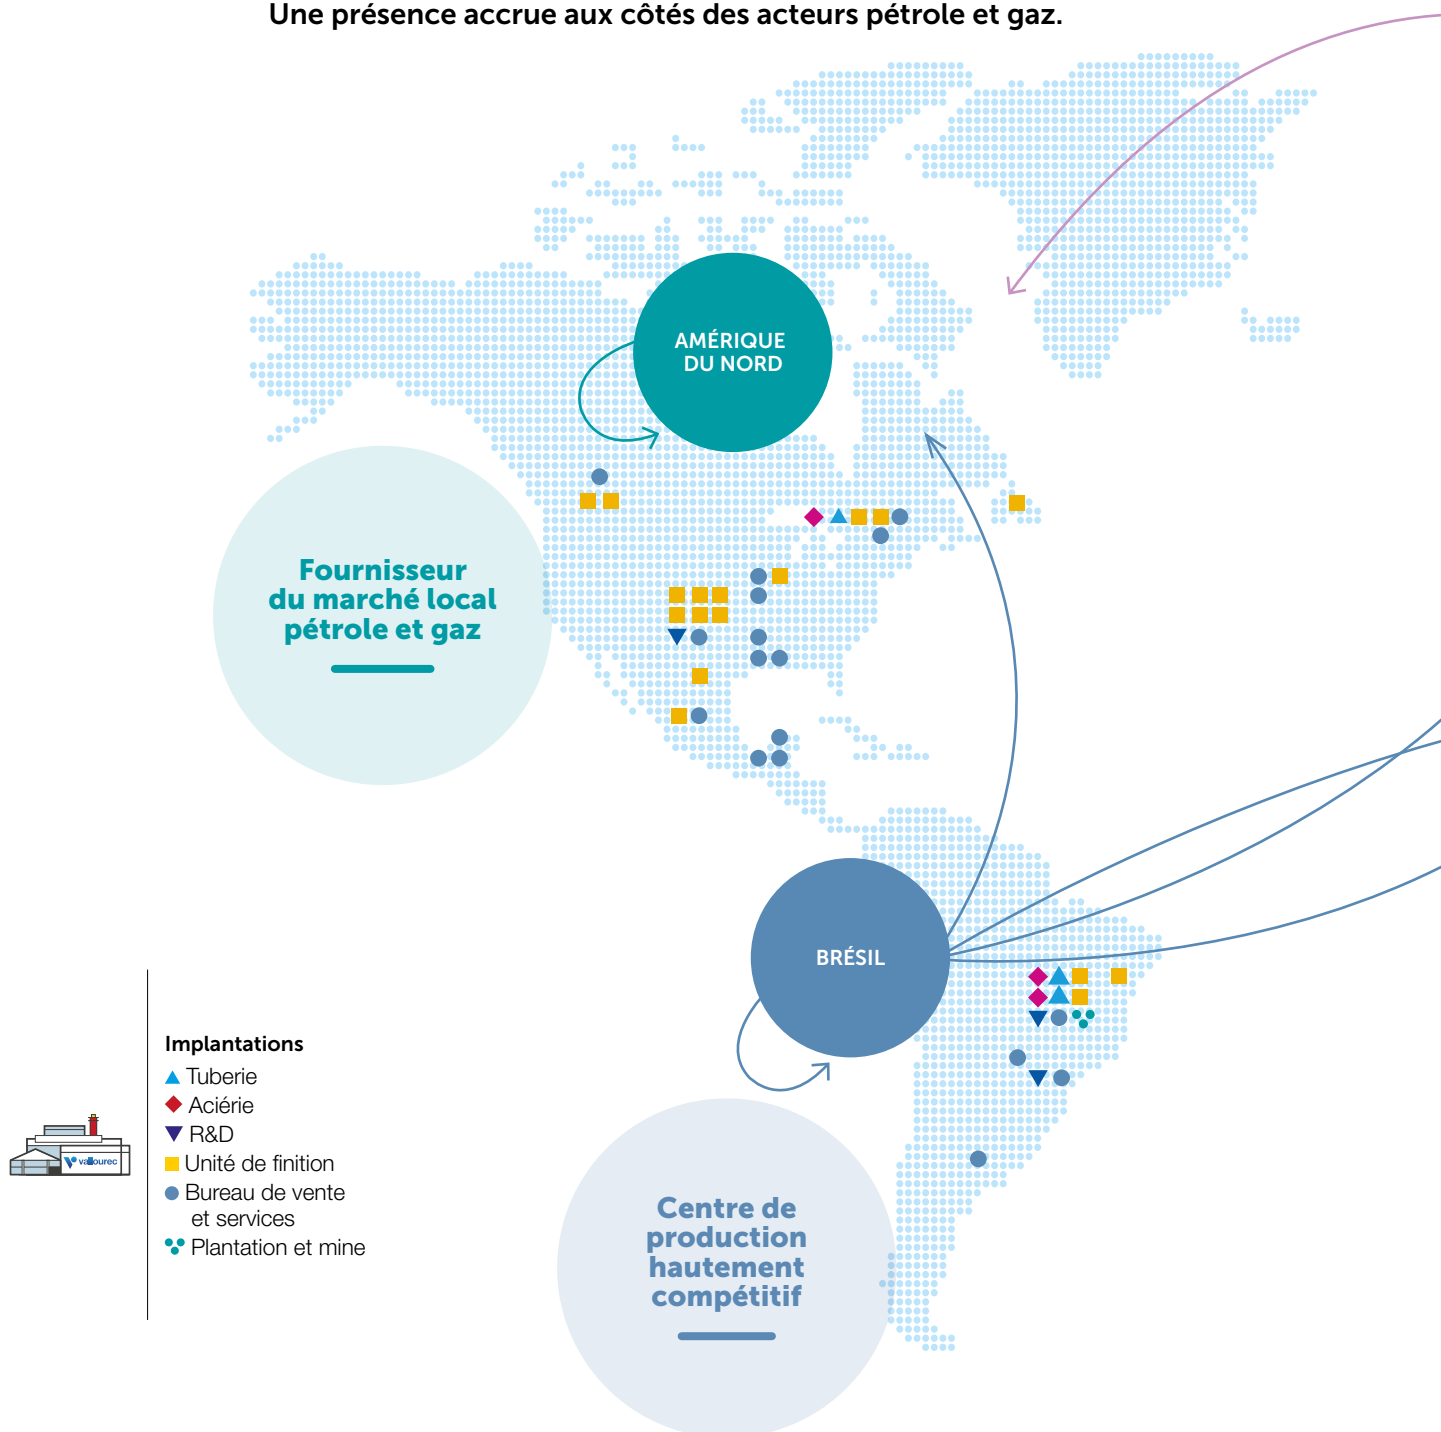 Une présence accrue aux côtés des acteurs pétrole et gaz.
AMÉRIQUE
DU NORD
Fournisseur
du marché local
pétrole et gaz
BRÉSIL
Implantations
Tuberie
Aciérie
R&D
Unité de finition
Bureau de vente
et services
Plantation et mine
vallourec
Centre de
production
hautement
compétitif